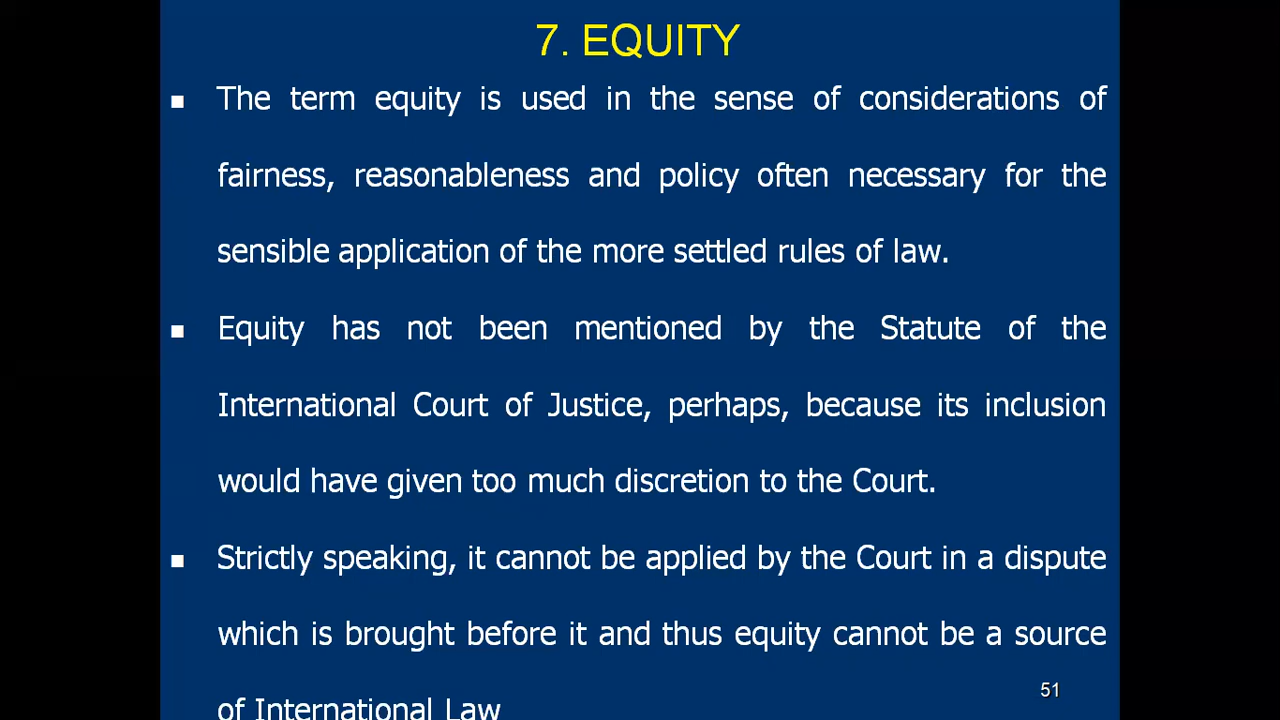 7. EQUITY
▪ The term equity is used in the sense of considerations of
fairness, reasonableness and policy often necessary for the
sensible application of the more settled rules of law.
▪ Equity has not been mentioned by the Statute of the
International Court of Justice, perhaps, because its inclusion
would have given too much discretion to the Court.
▪ Strictly speaking, it cannot be applied by the Court in a dispute
which is brought before it and thus equity cannot be a source
of International Law
51